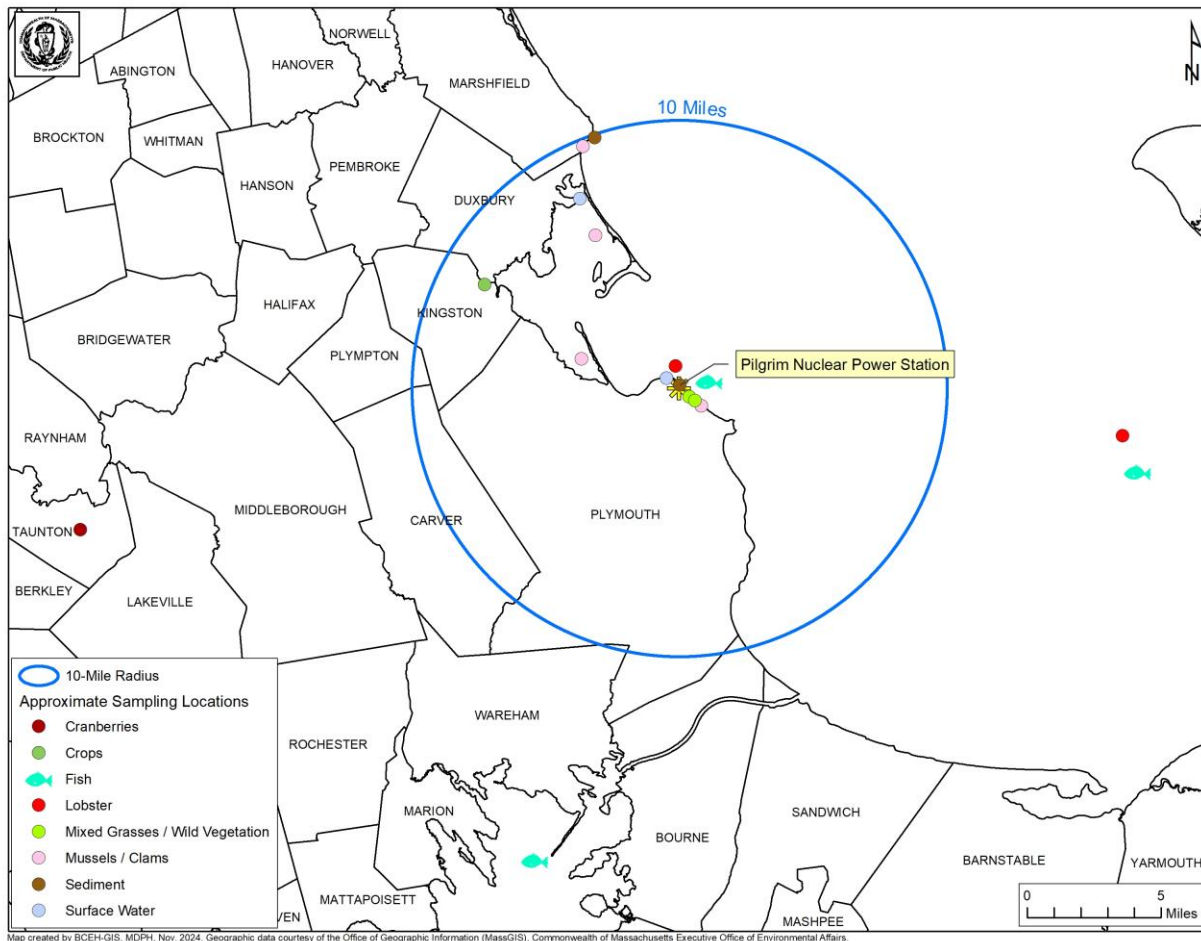 NORWELL
HANOVER
ABINGTON
MARSHFIELD
N
10 Miles
BROCKTON
WHITMAN
PEMBROKE
HANSON
DUXBURY
HALIFAX
KINGSTON
BRIDGEWATER
PLYMPTON
Pilgrim Nuclear Power Station
RAYNHAM
MIDDLEBOROUGH
PLYMOUTH
CARVER
TAUNTON
BERKLEY
LAKEVILLE
10-Mile Radius
Approximate Sampling Locations
Cranberries
Crops
Fish
Lobster
Mixed Grasses / Wild Vegetation
Mussels / Clams
Sediment
Surface Water
WAREHAM
ROCHESTER
MARION
SANDWICH
BOURNE
BARNSTABLE
YARMOUTH
MATTAPOISETT
VEN
MASHPEE
0 5
Miles
Map created by BCEH-GIS, MDPH, Nov. 2024. Geographic data courtesy of the Office of Geographic Information (MassGIS), Commonwealth of Massachusetts Executive Office of Environmental Affairs.